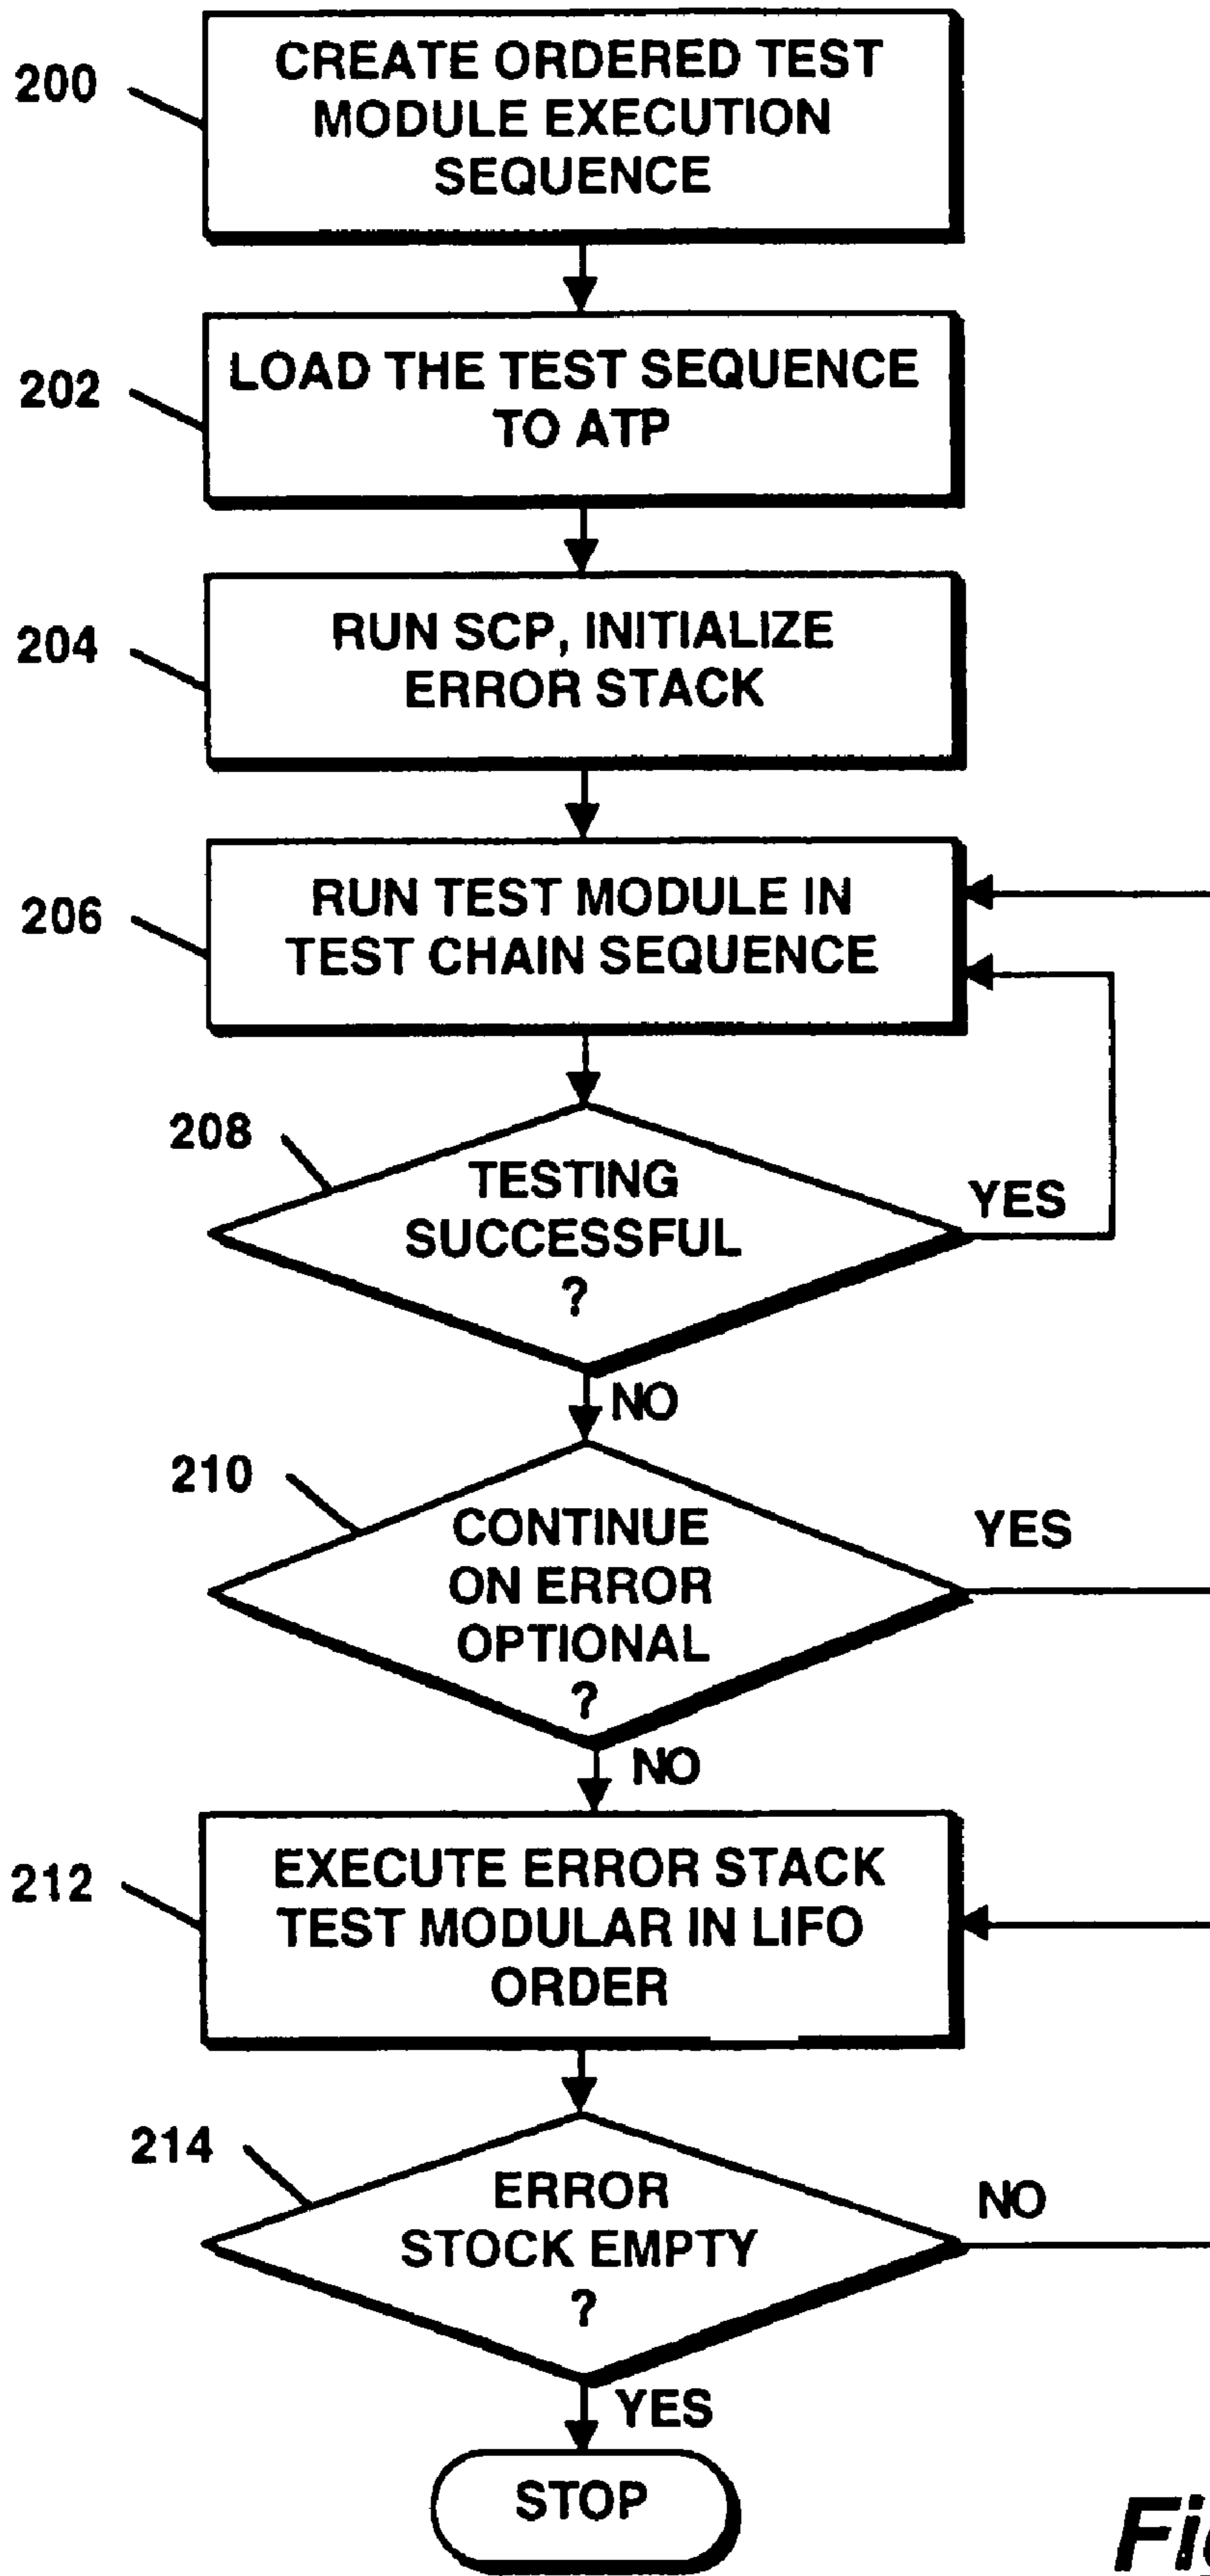 200
CREATE ORDERED TEST
MODULE EXECUTION
SEQUENCE
202
LOAD THE TEST SEQUENCE
TO ATP
204
RUN SCP, INITIALIZE
ERROR STACK
206
RUN TEST MODULE IN
TEST CHAIN SEQUENCE
208
TESTING
SUCCESSFUL
?
YES
NO
210
CONTINUE
ON ERROR
OPTIONAL
?
YES
NO
212
EXECUTE ERROR STACK
TEST MODULAR IN LIFO
ORDER
214
ERROR
STOCK EMPTY
?
NO
YES
STOP